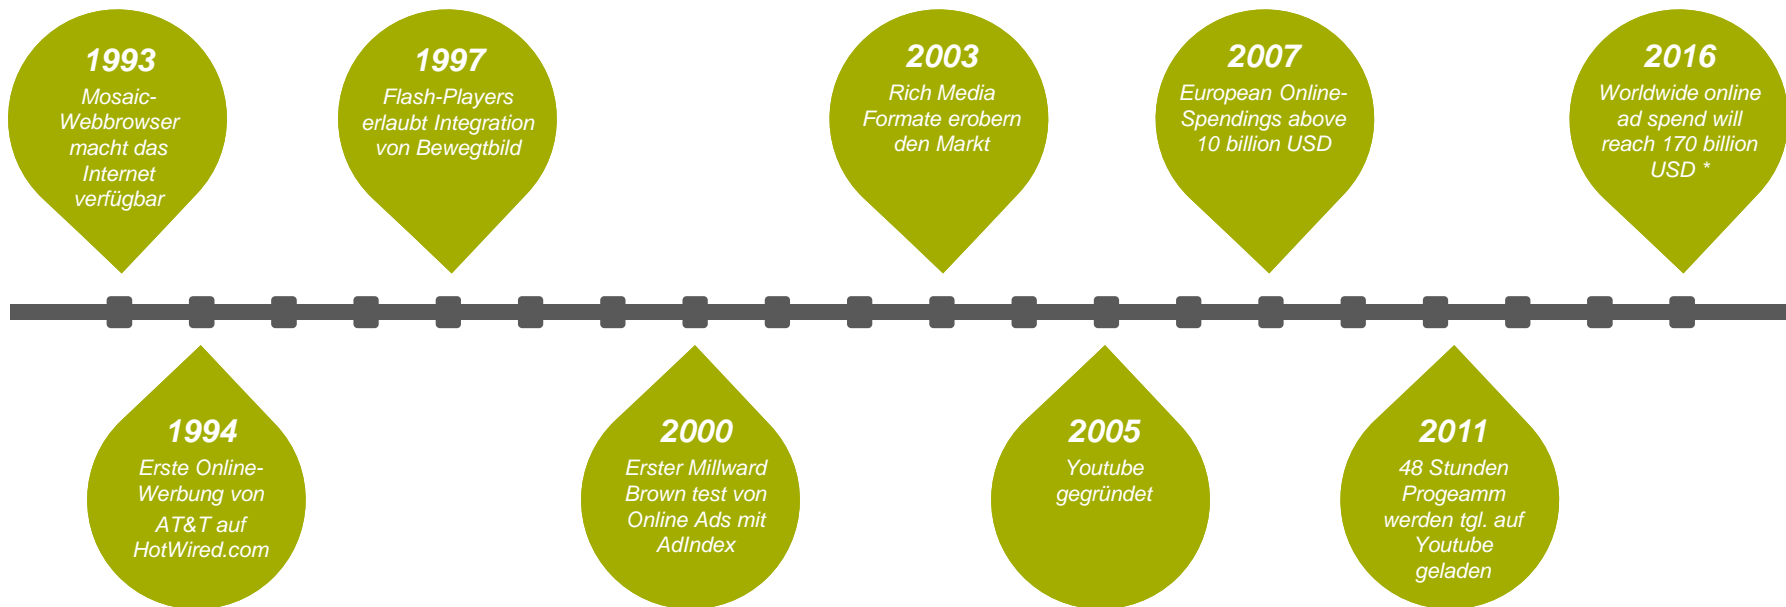 1993
Mosaic-
Webbrowser
macht das
Internet
verfügbar
1997
Flash-Players
erlaubt Integration
von Bewegtbild
2003
Rich Media
Formate erobern
den Markt
2007
European Online-
Spendings above
10 billion USD
2016
Worldwide online
ad spend will
reach 170 billion
USD *
1994
Erste Online-
Werbung von
AT&T auf
HotWired.com
2000
Erster Millward
Brown test von
Online Ads mit
AdIndex
2005
Youtube
gegründet
2011
48 Stunden
Progeamm
werden tgl. auf
Youtube
geladen